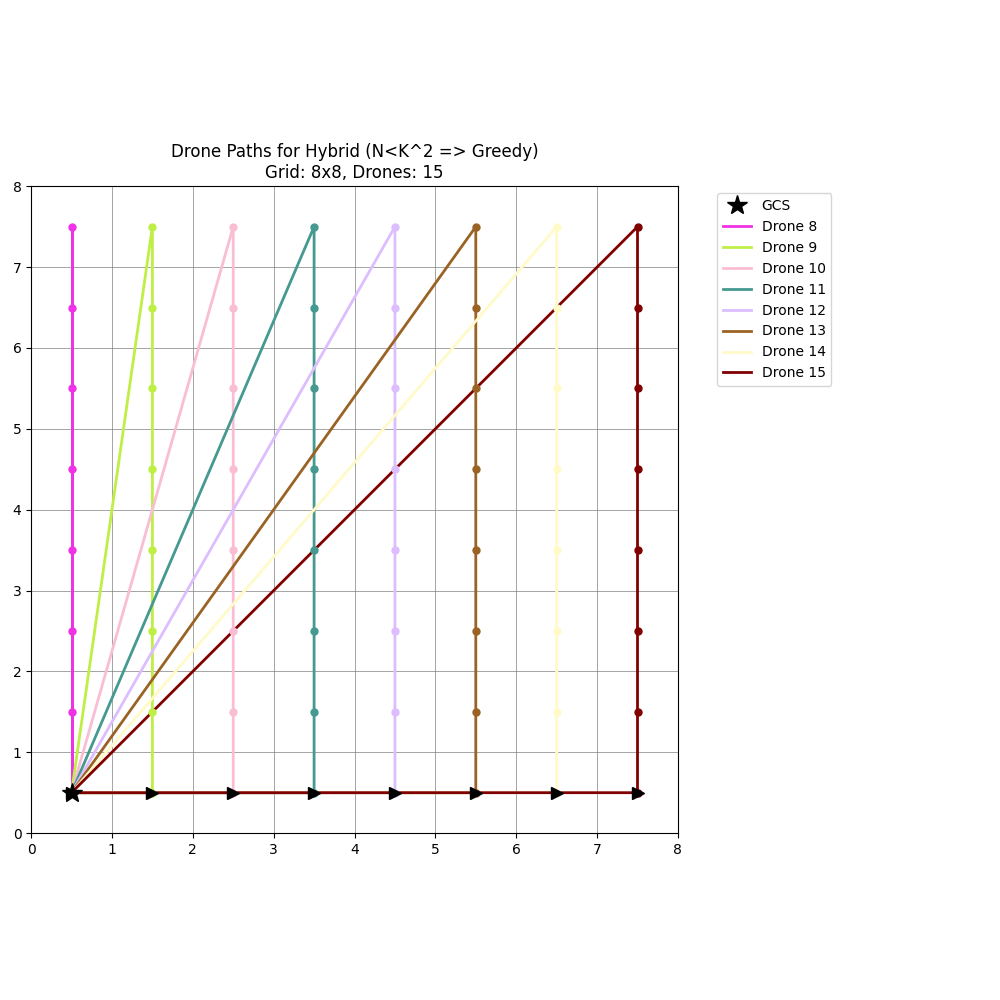 Drone Paths for Hybrid (N<K^2 => Greedy)
Grid: 8x8, Drones: 15
8
7
6
5
4
3
2
1
0
0 1 2 3 4 5 6 7 8
GCS
Drone 8
Drone 9
Drone 10
Drone 11
Drone 12
Drone 13
Drone 14
Drone 15